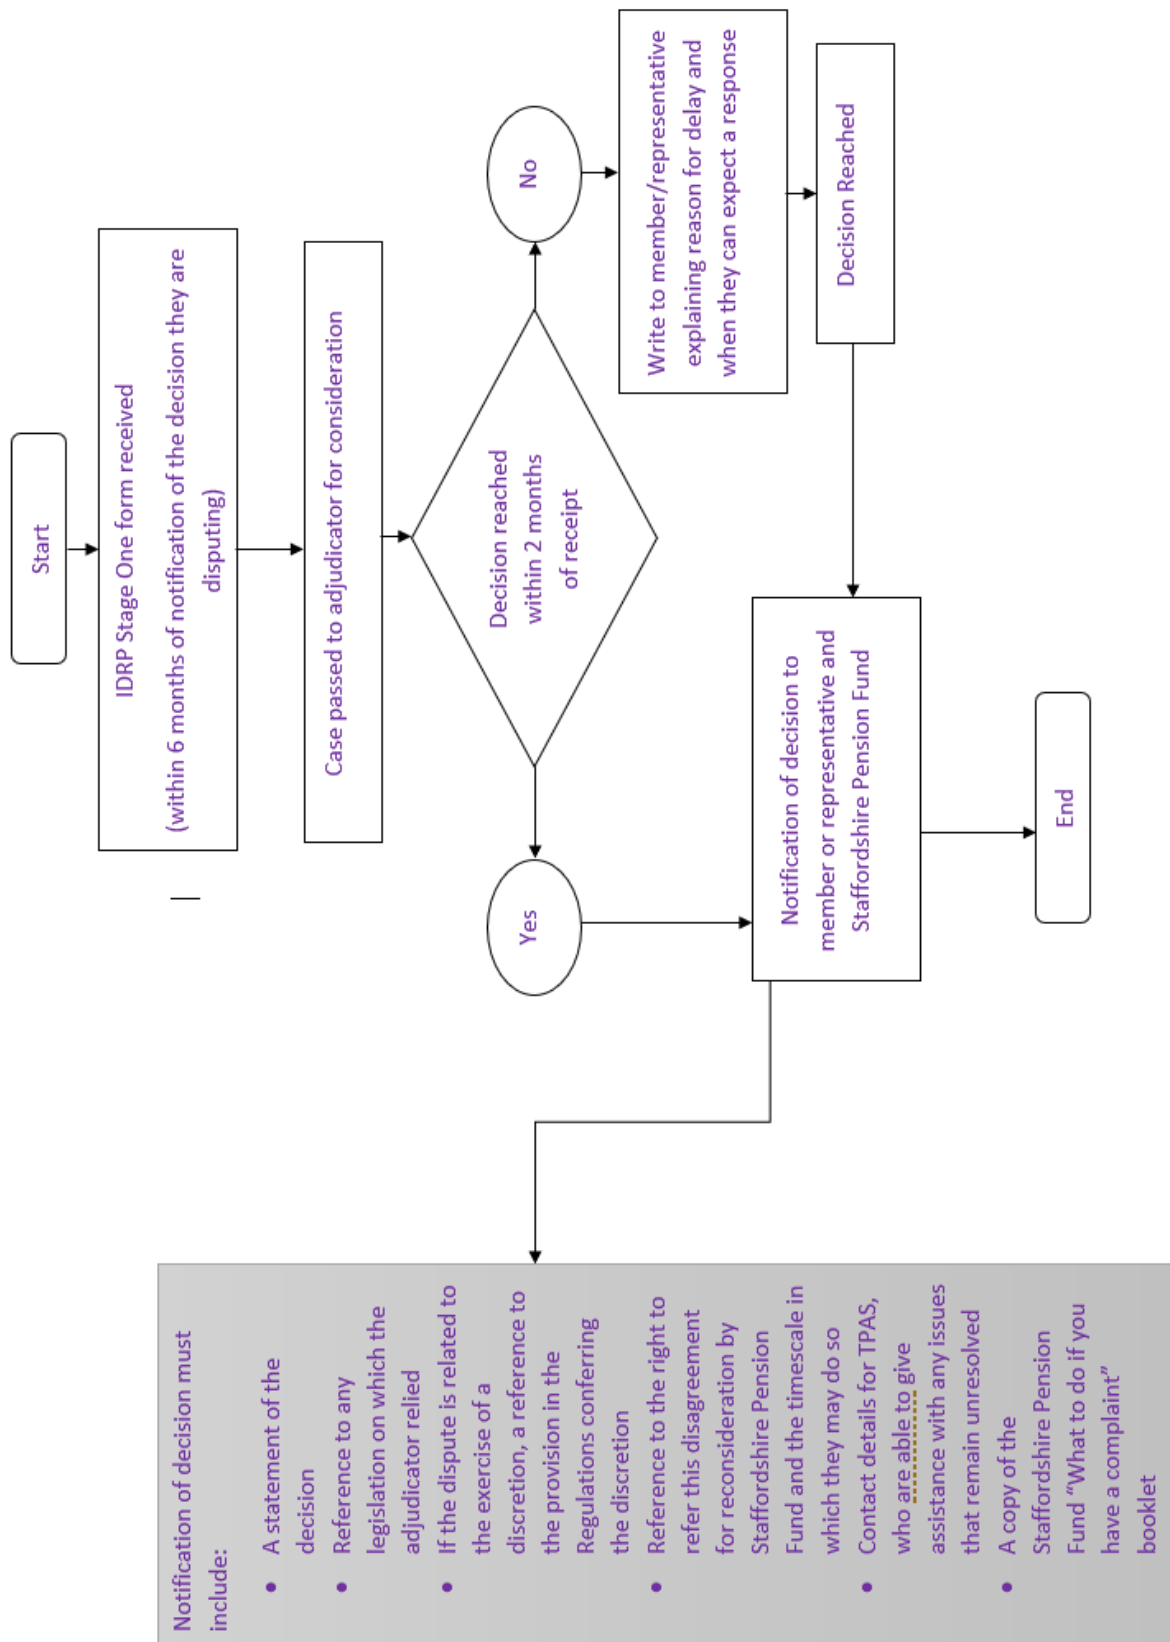 Start
IDRP Stage One form received
(within 6 months of notification of the decision they are
disputing)
Case passed to adjudicator for consideration
Decision reached
within 2 months
of receipt
Yes
No
Write to member/representative
explaining reason for delay and
when they can expect a response
Decision Reached
Notification of decision to
member or representative and
Staffordshire Pension Fund
End
Notification of decision must
include:
• A statement of the
decision
• Reference to any
legislation on which the
adjudicator relied
• If the dispute is related to
the exercise of a
discretion, a reference to
the provision in the
Regulations conferring
the discretion
• Reference to the right to
refer this disagreement
for reconsideration by
Staffordshire Pension
Fund and the timescale in
which they may do so
• Contact details for TPAS,
who are able to give
assistance with any issues
that remain unresolved
• A copy of the
Staffordshire Pension
Fund “What to do if you
have a complaint”
booklet